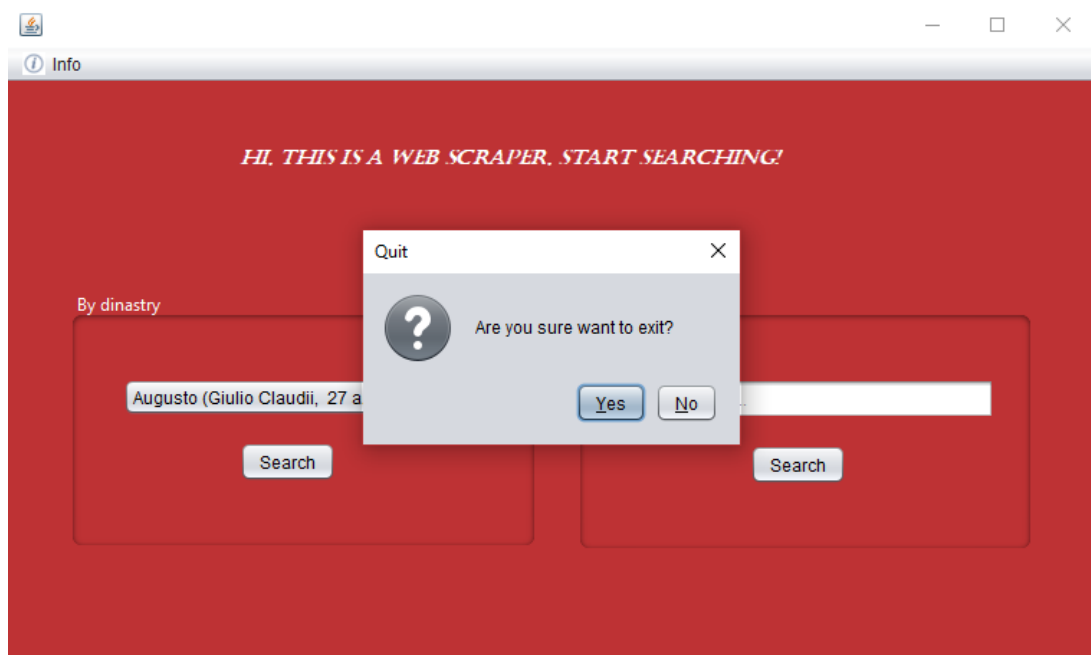 Info
HI, THIS IS A WEB SCRAPER, START SEARCHING!
Quit
Are you sure want to exit?
Yes No
By dinastry
Augusto (Giulio Claudii, 27 a
Search
Search